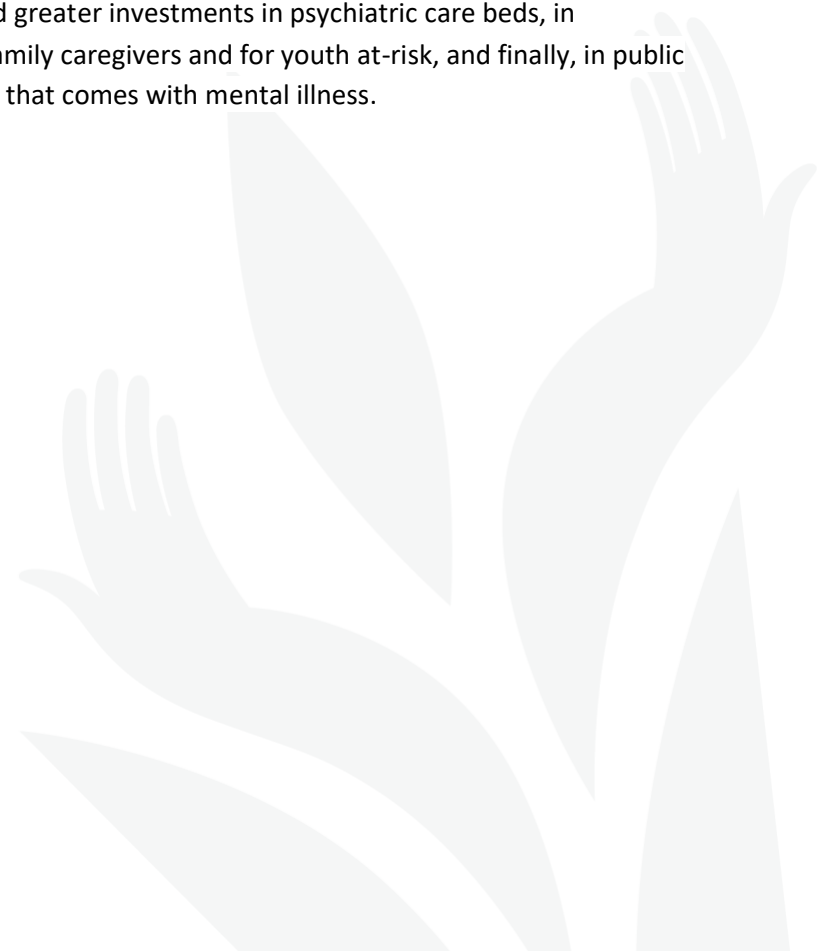 greater investments in psychiatric care beds, in
mily caregivers and for youth at-risk, and finally, in public
that comes with mental illness.